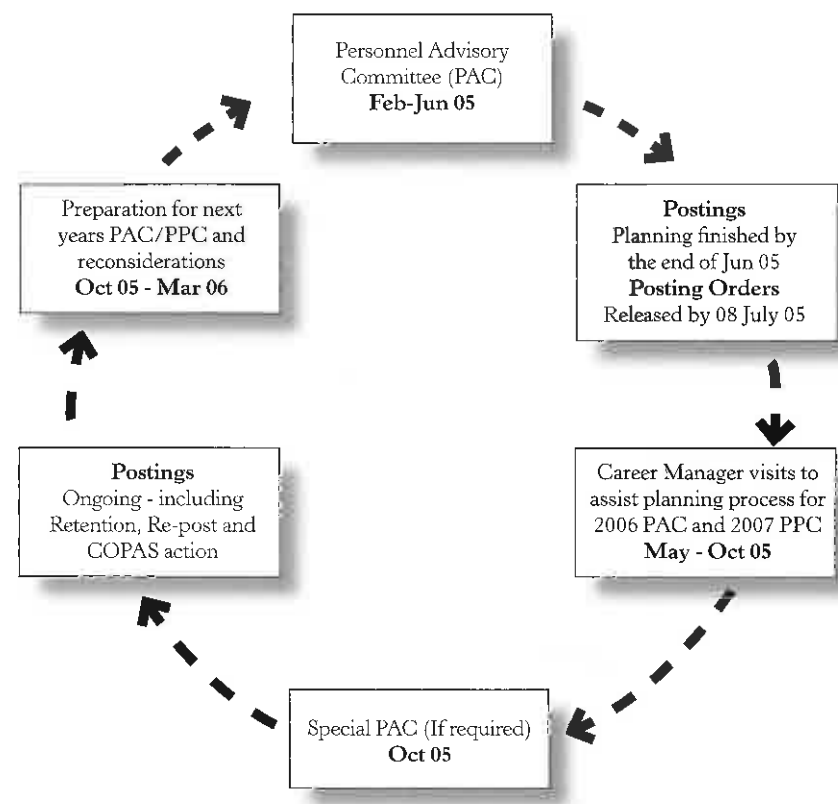 Personnel Advisory
Committee (PAC)
Feb-Jun 05
Postings
Planning finished by
the end of Jun 05
Posting Orders
Released by 08 July 05
Career Manager visits to
assist planning process for
2006 PAC and 2007 PPC
May - Oct 05
Special PAC (If required)
Oct 05
Postings
Ongoing - including
Retention, Re-post and
COPAS action
Preparation for next
years PAC/PPC and
reconsiderations
Oct 05 - Mar 06